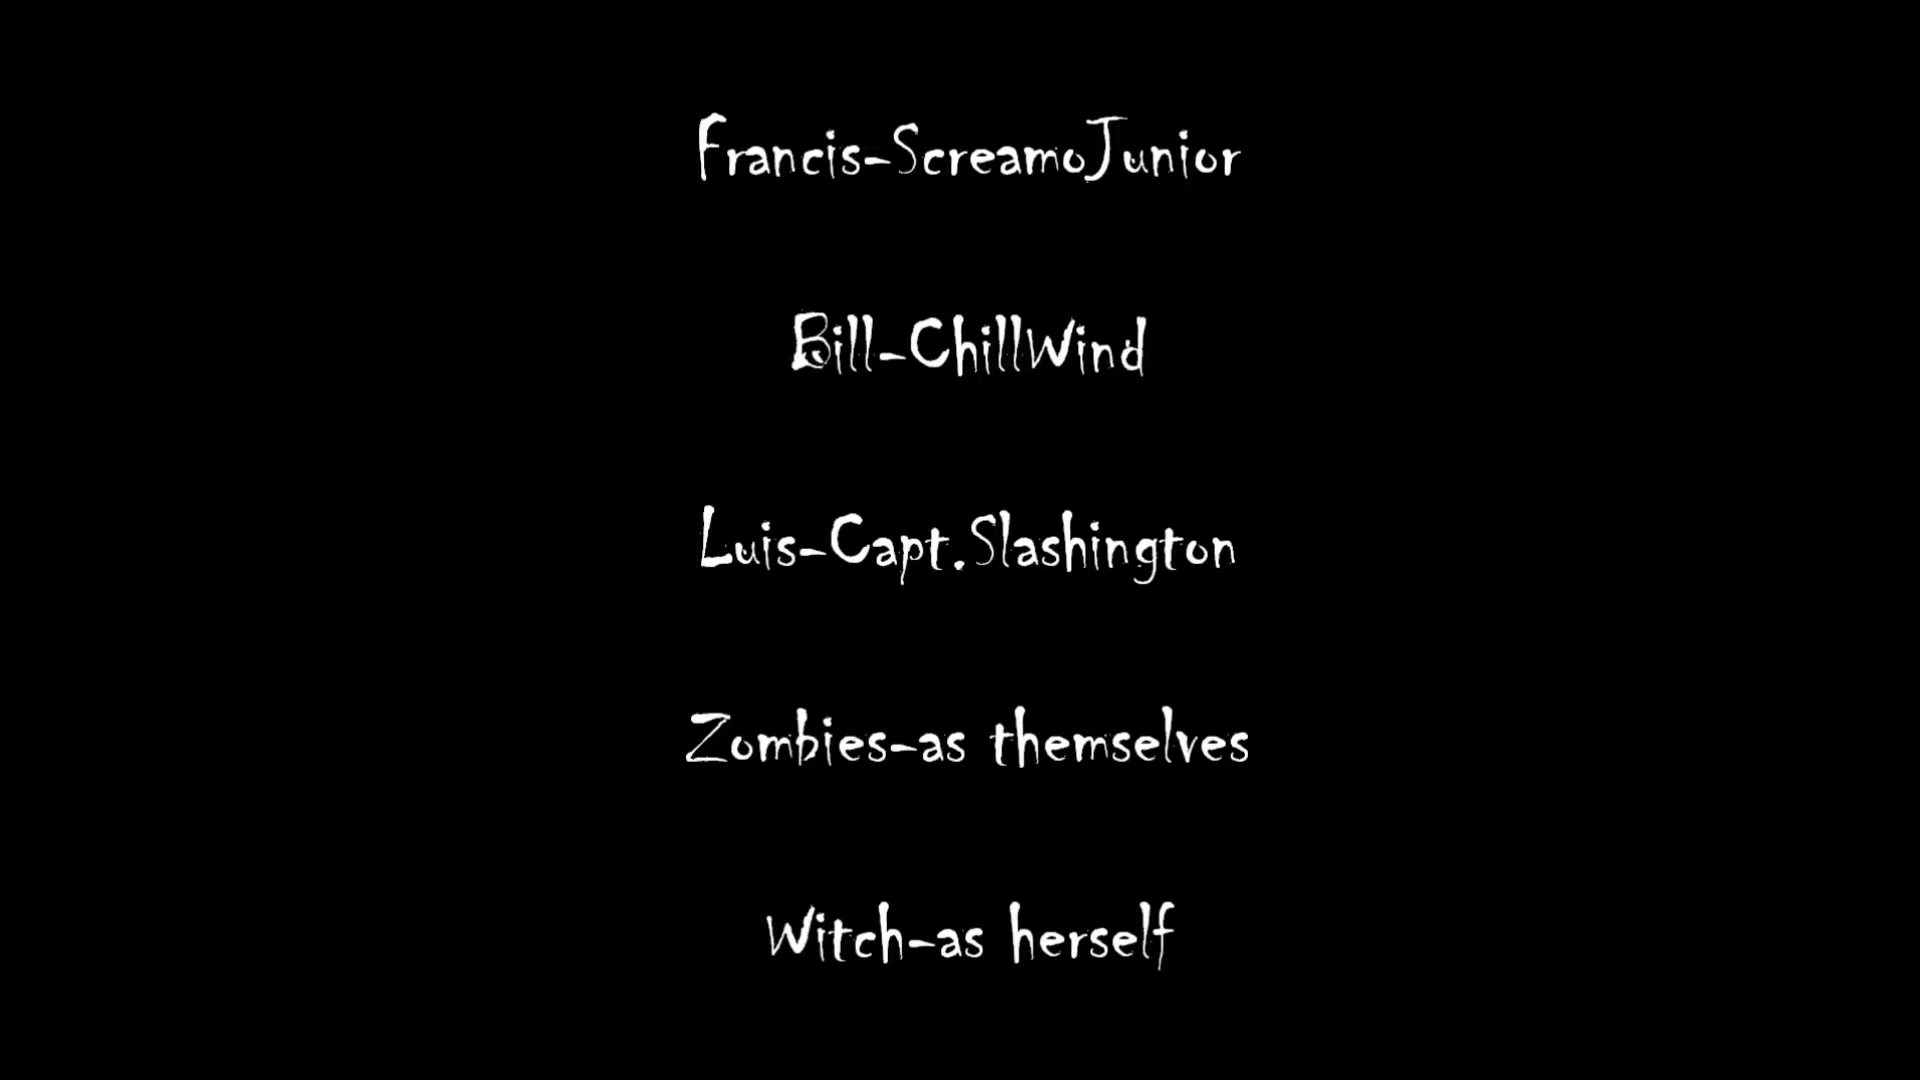 Francis-ScreamoJunior
Bill-ChillWind
Luis-Capt.Slashington
Zombies-as themselves
Witch-as herself